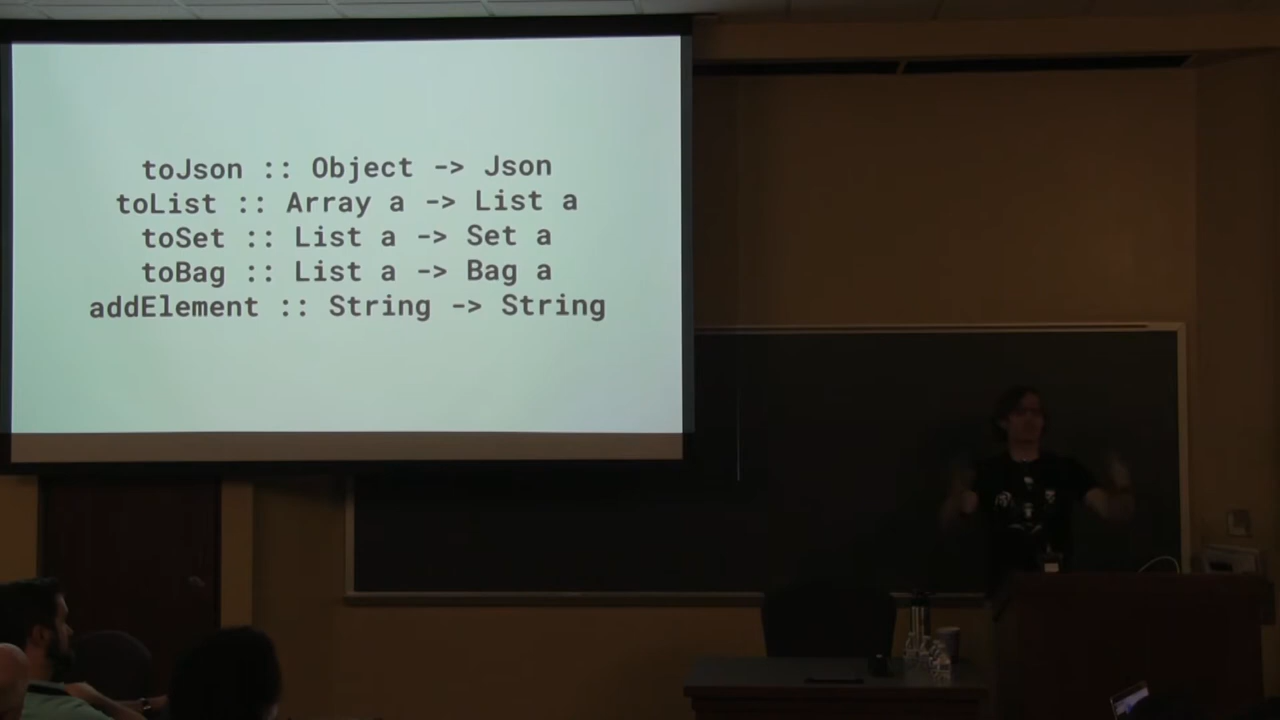 toJson :: Object -> Json
toList :: Array a -> List a
toSet :: List a -> Set a
toBag :: List a -> Bag a
addElement :: String -> String